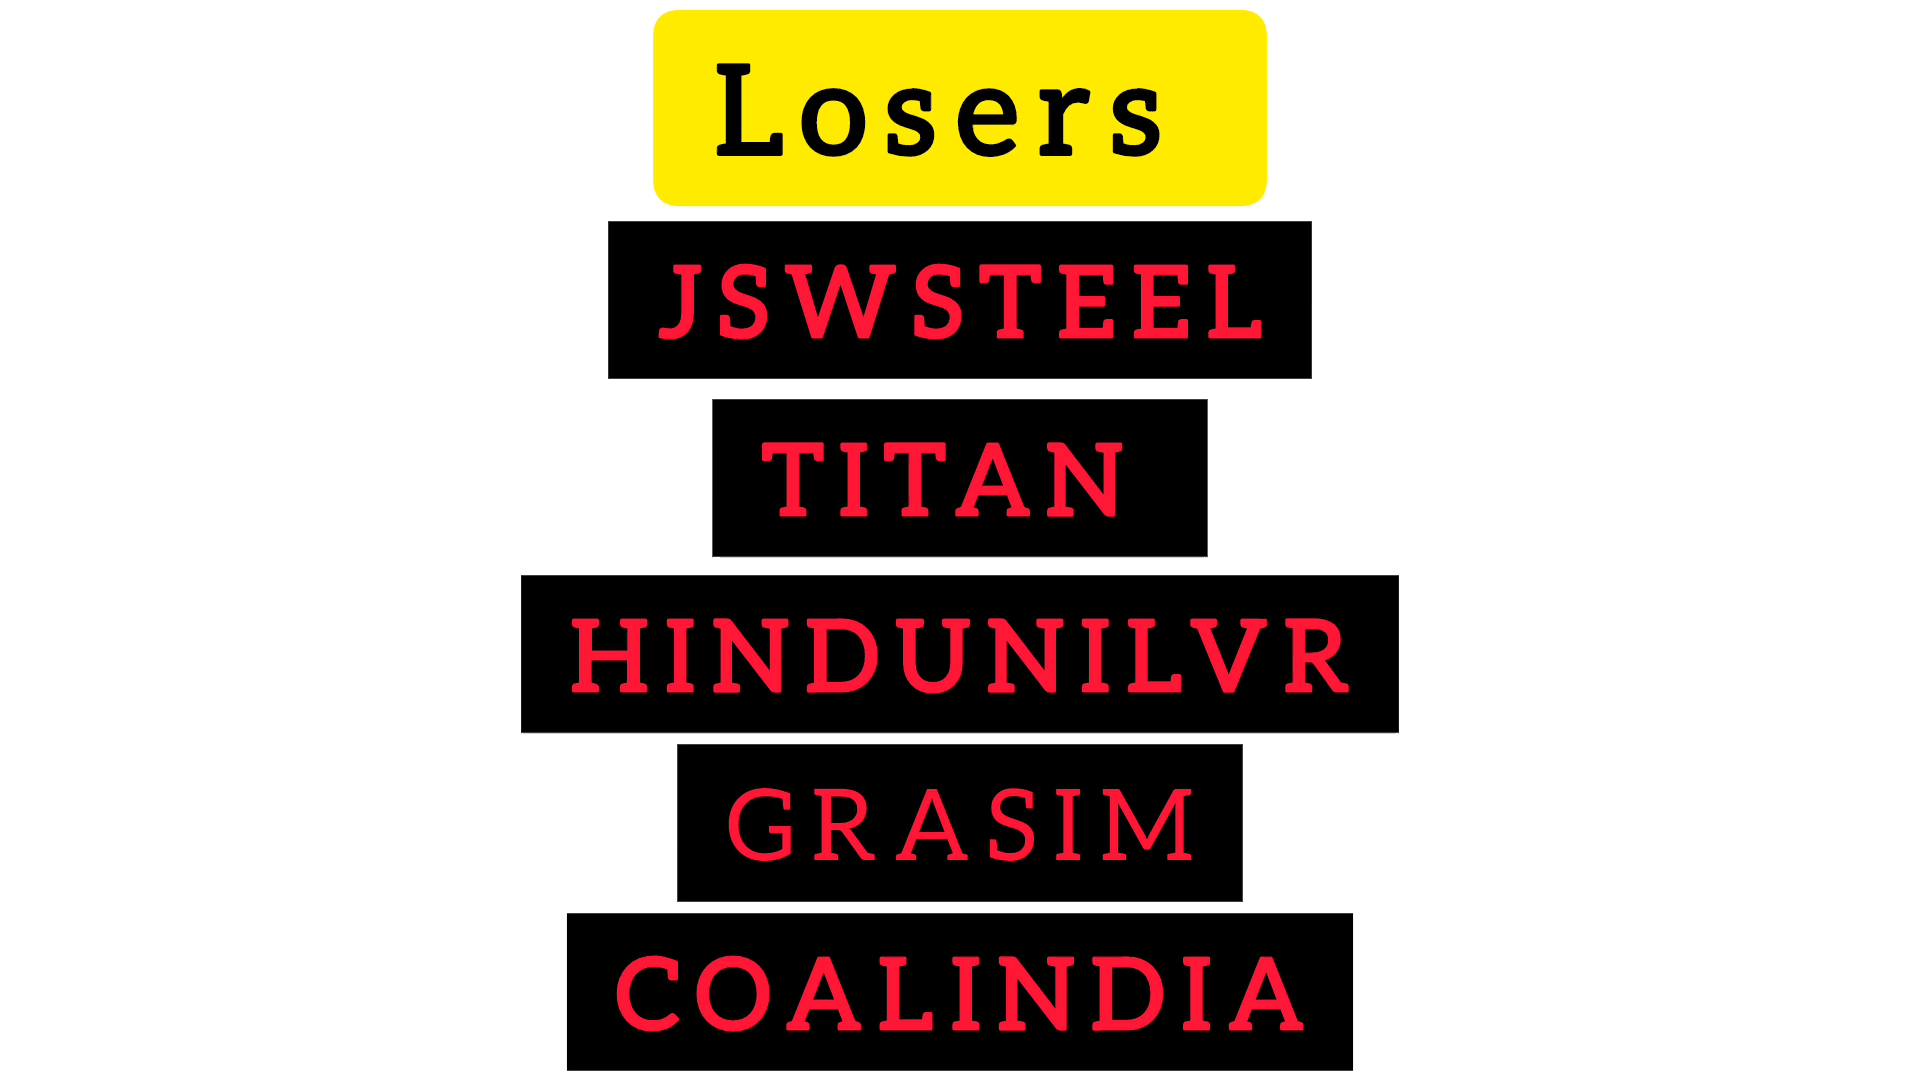 Losers
JSWSTEEL
TITAN
HINDUNILVR
GRASIM
COALINDIA